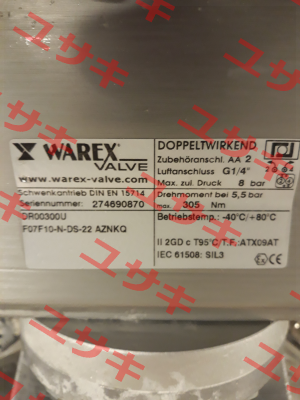 WAREX
VALVE
www.warex-valve.com
DOPPELTWIRKEND
Zubehöranschl. AA 2
Luftanschluss G1/4"
Max. zul. Druck 8 bar
2004
Schwenkantrieb DIN EN 15714
Seriennummer: 274690870
Drehmoment bei 5,5 bar
max. 305 Nm
DR00300U
F07F10-N-DS-22 AZNKQ
Betriebstemp.: -40°C/+80°C
II 2GD c T95°C/T.F.:ATX09AT
IEC 61508: SIL3
ユサキ
ユサキ
ユサキ
ユサキ
ユサキ